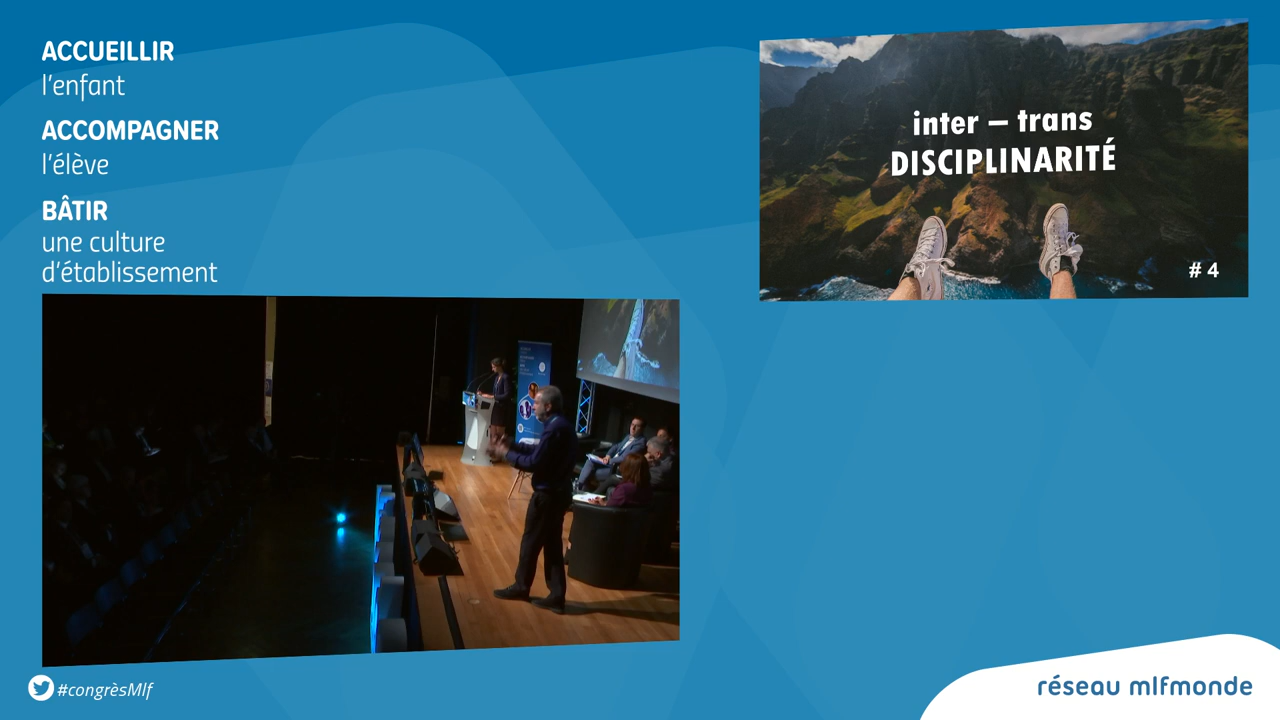 ACCUEILLIR
l'enfant
ACCOMPAGNER
l'élève
BÂTIR
une culture
d'établissement
inter – trans
DISCIPLINARITÉ
# 4
#congrèsMlf
réseau mlfmonde